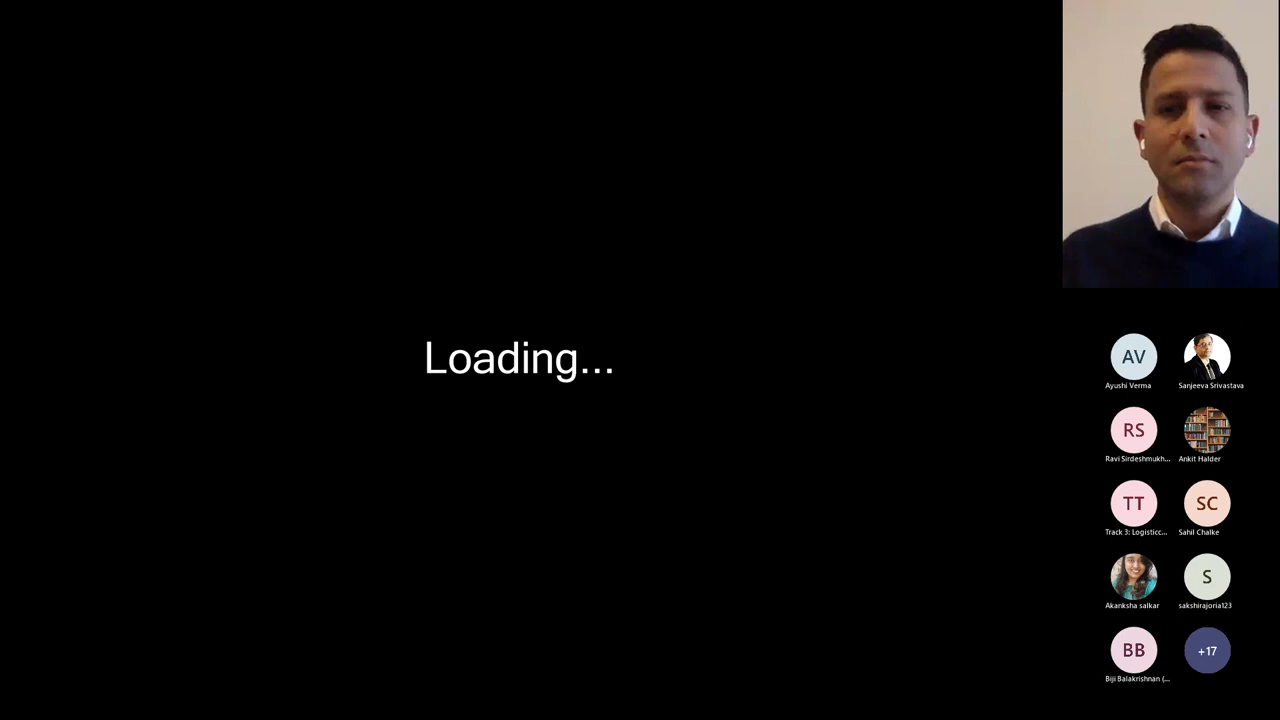 Loading...
AV
Ayushi Verma
Sanjeeva Srivastava
RS
Ravi Sirdeshmukh...
Ankit Halder
TT
SC
Track 3: Logisticc...
Sahil Chalke
S
Akanksha salkar
sakshirajoria123
BB
+17
Biji Balakrishnan (...